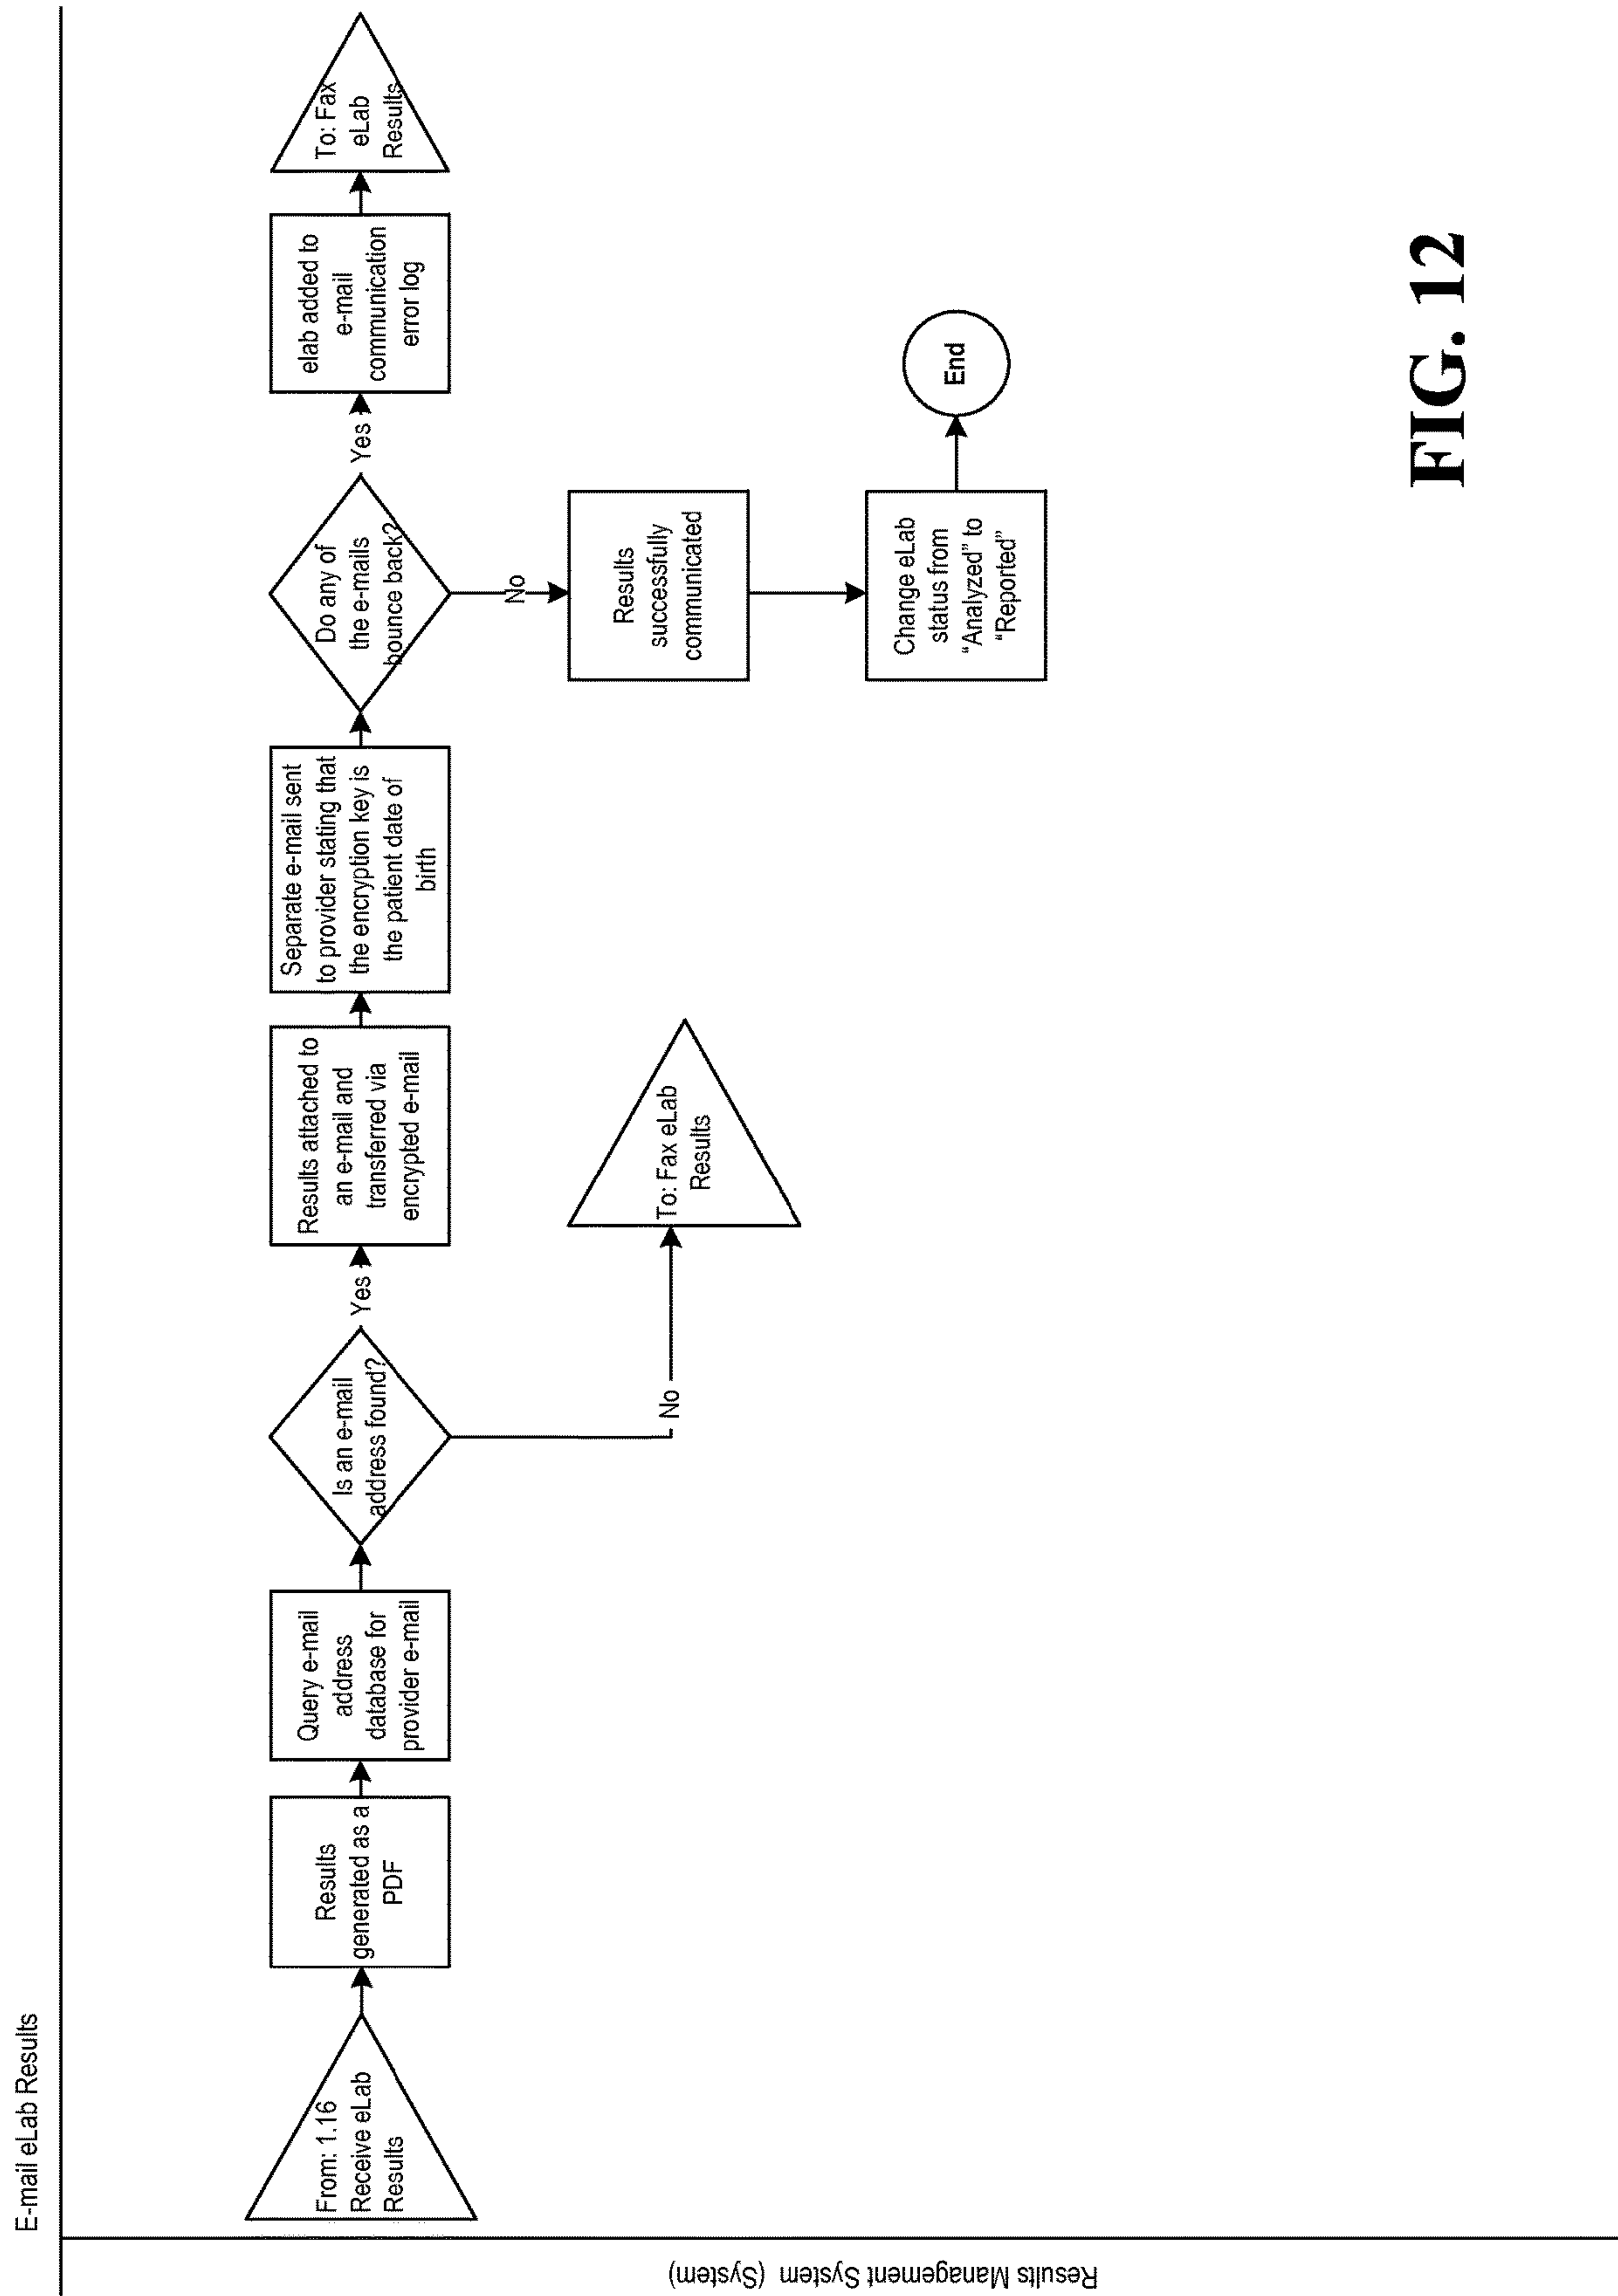 E-mail eLab Results
Results Management System (System)
From: 1.16
Receive eLab
Results
Results
generated as a
PDF
Query e-mail
address
database for
provider e-mail
Is an e-mail
address found?
Yes
No
To: Fax eLab
Results
Results attached to
an e-mail and
transferred via
encrypted e-mail
Separate e-mail sent
to provider stating that
the encryption key is
the patient date of
birth
Do any of
the e-mails
bounce back?
Yes
No
Results
successfully
communicated
Change eLab
status from
“Analyzed” to
“Reported”
End
elab added to
e-mail
communication
error log
To: Fax
eLab
Results
FIG. 12